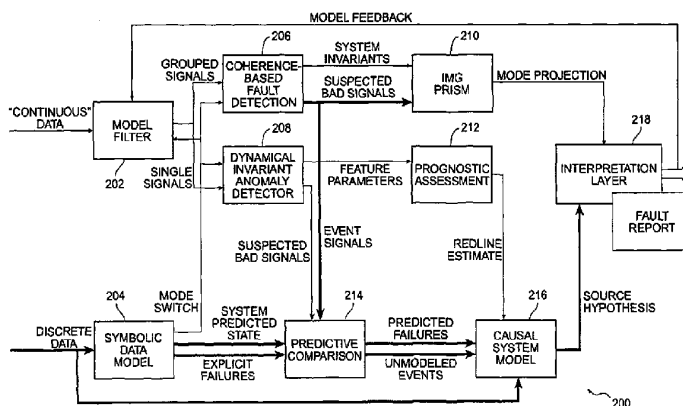 MODEL FEEDBACK
206
SYSTEM
INVARIANTS
210
GROUPED
SIGNALS
COHERENCE-
BASED
FAULT
DETECTION
SUSPECTED
BAD SIGNALS
IMG
PRISM
MODE PROJECTION
"CONTINUOUS"
DATA
MODEL
FILTER
202
208
212
218
SINGLE
SIGNALS
DYNAMICAL
INVARIANT
ANOMALY
DETECTOR
FEATURE
PARAMETERS
PROGNOSTIC
ASSESSMENT
INTERPRETATION
LAYER
FAULT
REPORT
SUSPECTED
BAD SIGNALS
EVENT
SIGNALS
REDLINE
ESTIMATE
MODE
SWITCH
204
SYSTEM
PREDICTED
STATE
214
216
SOURCE
HYPOTHESIS
DISCRETE
DATA
SYMBOLIC
DATA
MODEL
EXPLICIT
FAILURES
PREDICTIVE
COMPARISON
PREDICTED
FAILURES
UNMODELED
EVENTS
CAUSAL
SYSTEM
MODEL
200